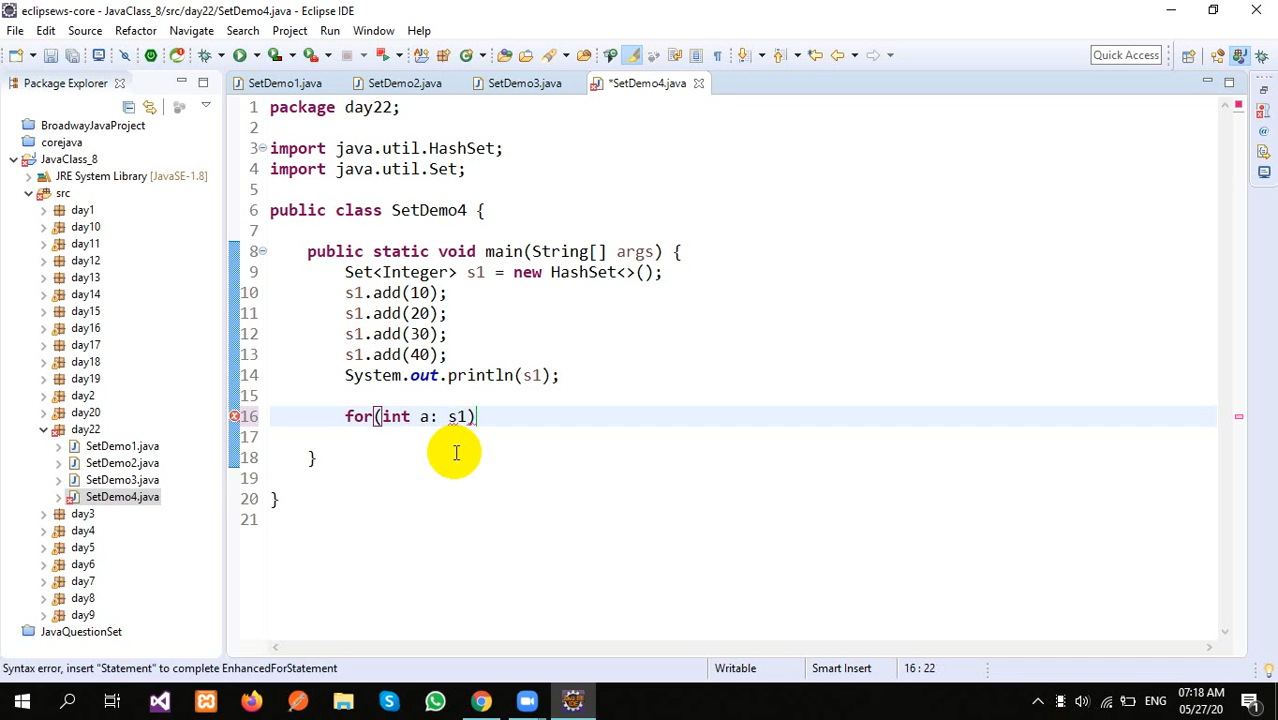 eclipsews-core - JavaClass_8/src/day22/SetDemo4.java - Eclipse IDE
File Edit Source Refactor Navigate Search Project Run Window Help
Quick Access
Package Explorer
SetDemo1.java SetDemo2.java SetDemo3.java *SetDemo4.java
BroadwayJavaProject
corejava
JavaClass_8
JRE System Library [JavaSE-1.8]
src
day1
day10
day11
day12
day13
day14
day15
day16
day17
day18
day19
day2
day20
day22
SetDemo1.java
SetDemo2.java
SetDemo3.java
SetDemo4.java
day3
day4
day5
day6
day7
day8
day9
JavaQuestionSet
1 package day22;
2
3 import java.util.HashSet;
4 import java.util.Set;
5
6 public class SetDemo4 {
7
8 public static void main(String[] args) {
9 Set<Integer> s1 = new HashSet<>();
10 s1.add(10);
11 s1.add(20);
12 s1.add(30);
13 s1.add(40);
14 System.out.println(s1);
15
16 for(int a: s1)
17
18 }
19
20 }
21
Syntax error, insert "Statement" to complete EnhancedForStatement
Writable
Smart Insert
16 : 22
ENG
07:18 AM
05/27/20